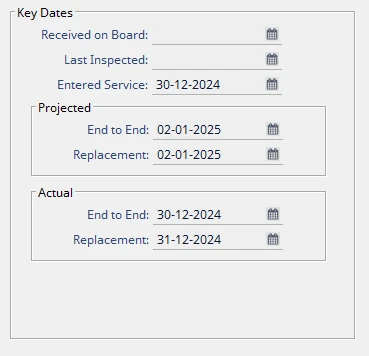 Key Dates
Received on Board:
Last Inspected:
Entered Service: 30-12-2024
Projected
End to End: 02-01-2025
Replacement: 02-01-2025
Actual
End to End: 30-12-2024
Replacement: 31-12-2024